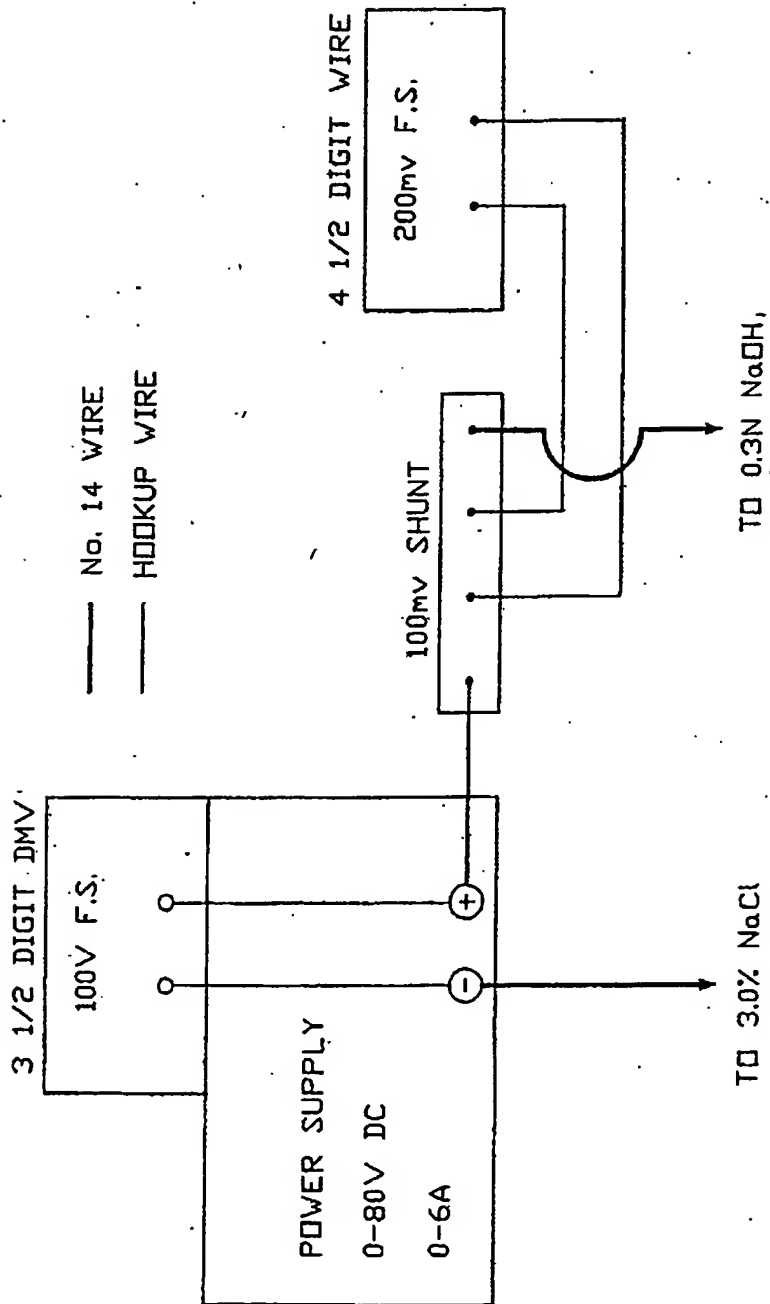 3 1/2 DIGIT DMV
100V F.S.
POWER SUPPLY
0-80V DC
0-6A
+
-
TO 3.0% NaCl
No. 14 WIRE
HOOKUP WIRE
100mv SHUNT
4 1/2 DIGIT WIRE
200mv F.S.
TO 0.3N NaOH,